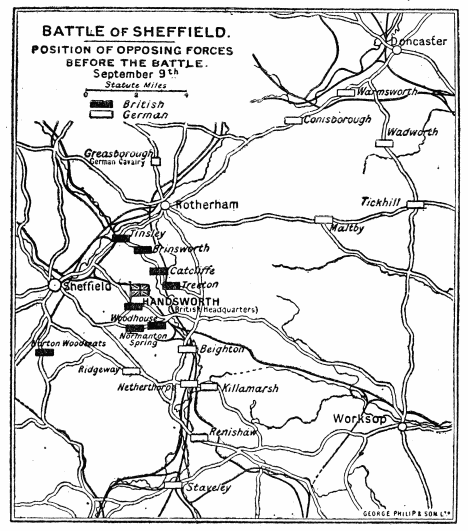 BATTLE OF SHEFFIELD.
POSITION OF OPPOSING FORCES
BEFORE THE BATTLE.
September 9th
Statute Miles
0 2 4
British
German
Doncaster
Warmsworth
Conisborough
Wadworth
Greasborough
German Cavalry
Rotherham
Tickhill
Maltby
Tinsley
Brinsworth
Catcliffe
Treeton
Sheffield
HANDSWORTH
(British Headquarters)
Woodhouse
Normanton
Spring
Norton Woodseats
Beighton
Ridgeway
Netherthorpe
Killamarsh
Worksop
Renishaw
Staveley
GEORGE PHILIP & SON Ltd